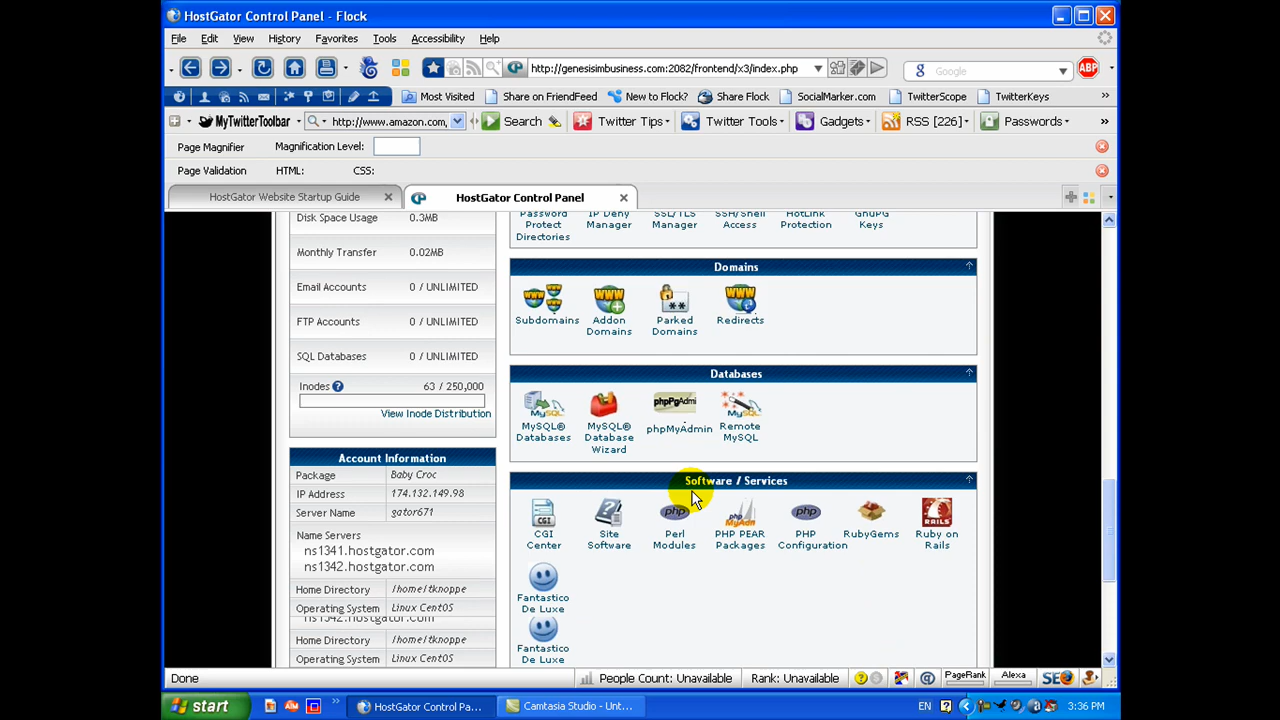 HostGator Control Panel - Flock
File Edit View History Favorites Tools Accessibility Help
http://genesisimbusiness.com:2082/frontend/x3/index.php
Google
ABP
Most Visited Share on FriendFeed New to Flock? Share Flock SocialMarker.com TwitterScope TwitterKeys
MyTwitterToolbar http://www.amazon.com, Search Twitter Tips Twitter Tools Gadgets RSS [226] Passwords
Page Magnifier Magnification Level:
Page Validation HTML: CSS:
HostGator Website Startup Guide HostGator Control Panel
Disk Space Usage 0.3MB
Monthly Transfer 0.02MB
Email Accounts 0 / UNLIMITED
FTP Accounts 0 / UNLIMITED
SQL Databases 0 / UNLIMITED
Inodes 63 / 250,000
View Inode Distribution
Account Information
Package Baby Croc
IP Address 174.132.149.98
Server Name gator671
Name Servers
ns1341.hostgator.com
ns1342.hostgator.com
Home Directory /home/tknoppe
Operating System Linux CentOS
ns1342.hostgator.com
Home Directory /home/tknoppe
Operating System Linux CentOS
Password Protect Directories
IP Deny Manager
SSL/TLS Manager
SSH/Shell Access
HotLink Protection
GnuPG Keys
Domains
Subdomains
Addon Domains
Parked Domains
Redirects
Databases
MySQL® Databases
MySQL® Database Wizard
phpMyAdmin
Remote MySQL
Software / Services
CGI Center
Site Software
Perl Modules
PHP PEAR Packages
PHP Configuration
RubyGems
Ruby on Rails
Fantastico De Luxe
Fantastico De Luxe
Done People Count: Unavailable Rank: Unavailable PageRank Alexa
start HostGator Control Pa... Camtasia Studio - Unt... EN 3:36 PM